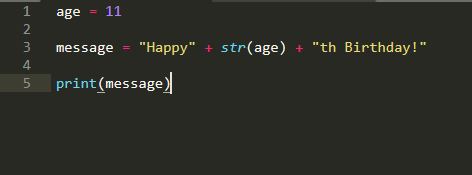 1 age = 11
2
3 message = "Happy" + str(age) + "th Birthday!"
4
5 print(message)